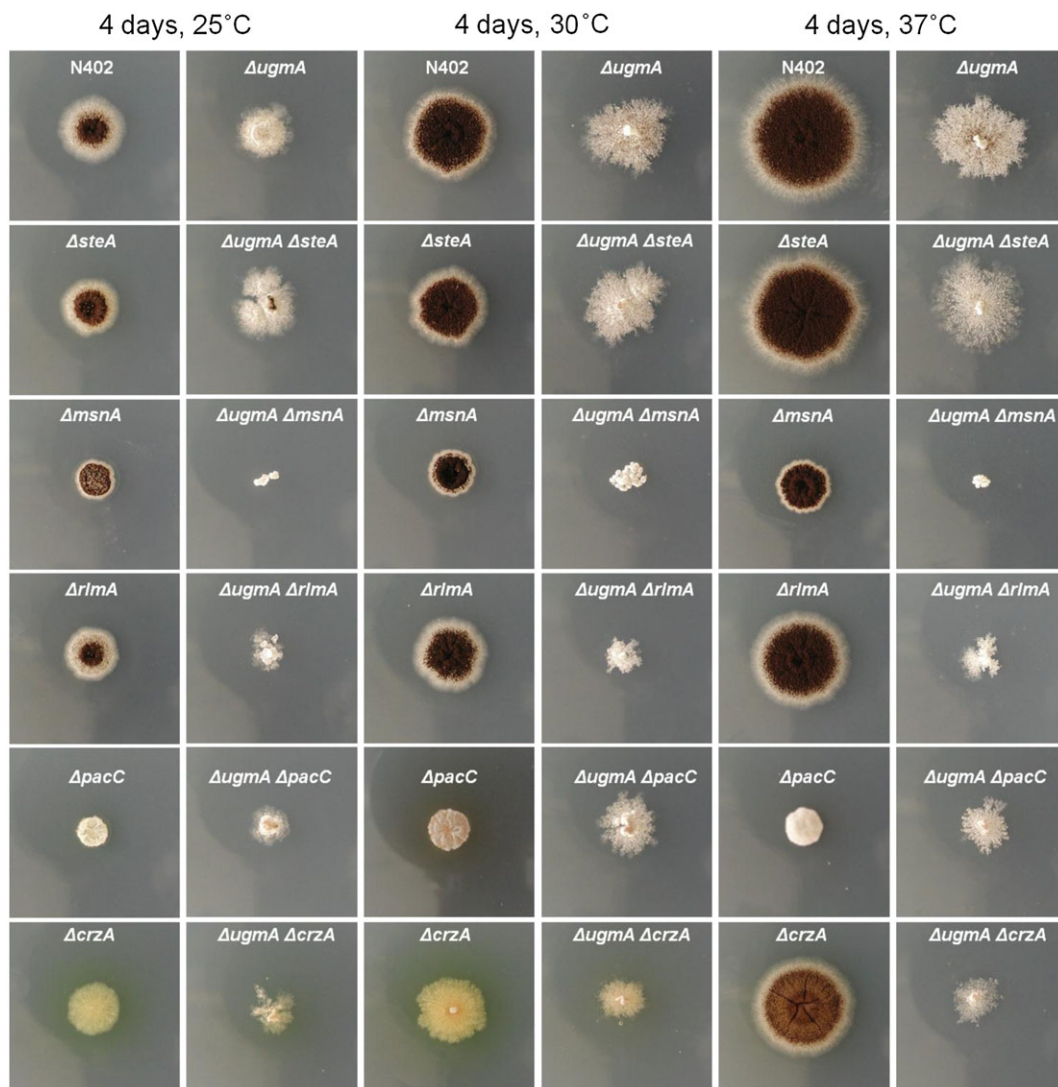 4 days, 25°C 4 days, 30°C 4 days, 37°C
N402 ΔugmA N402 ΔugmA N402 ΔugmA
ΔsteA ΔugmA ΔsteA ΔsteA ΔugmA ΔsteA ΔsteA ΔugmA ΔsteA
ΔmsnA ΔugmA ΔmsnA ΔmsnA ΔugmA ΔmsnA ΔmsnA ΔugmA ΔmsnA
ΔrlmA ΔugmA ΔrlmA ΔrlmA ΔugmA ΔrlmA ΔrlmA ΔugmA ΔrlmA
ΔpacC ΔugmA ΔpacC ΔpacC ΔugmA ΔpacC ΔpacC ΔugmA ΔpacC
ΔcrzA ΔugmA ΔcrzA ΔcrzA ΔugmA ΔcrzA ΔcrzA ΔugmA ΔcrzA